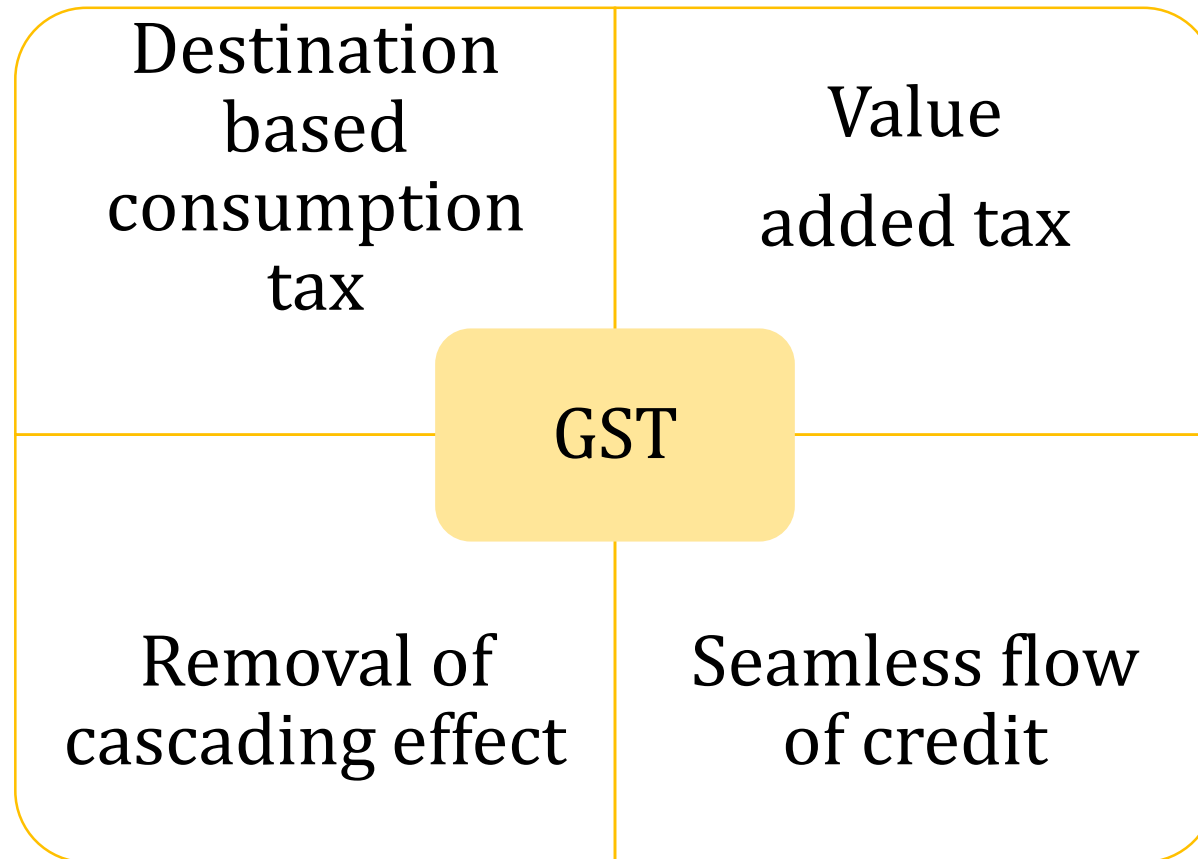 Destination
based
consumption
tax
Value
added tax
GST
Removal of
cascading effect
Seamless flow
of credit